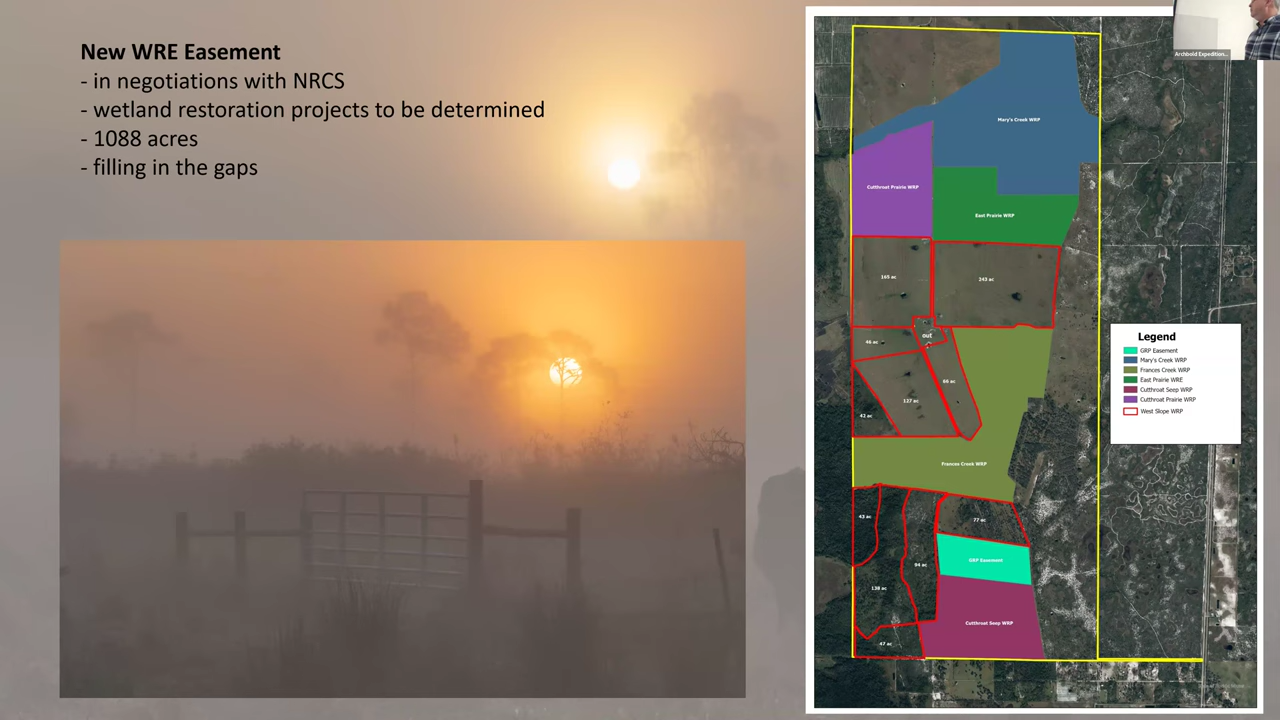 New WRE Easement
- in negotiations with NRCS
- wetland restoration projects to be determined
- 1088 acres
- filling in the gaps
Archbold Expedition...
Mary's Creek WRP
Cutthroat Prairie WRP
East Prairie WRP
165 ac
243 ac
out
46 ac
66 ac
127 ac
42 ac
Frances Creek WRP
43 ac
77 ac
94 ac
GRP Easement
138 ac
Cutthroat Seep WRP
47 ac
Legend
GRP Easement
Mary's Creek WRP
Frances Creek WRP
East Prairie WRE
Cutthroat Seep WRP
Cutthroat Prairie WRP
West Slope WRP